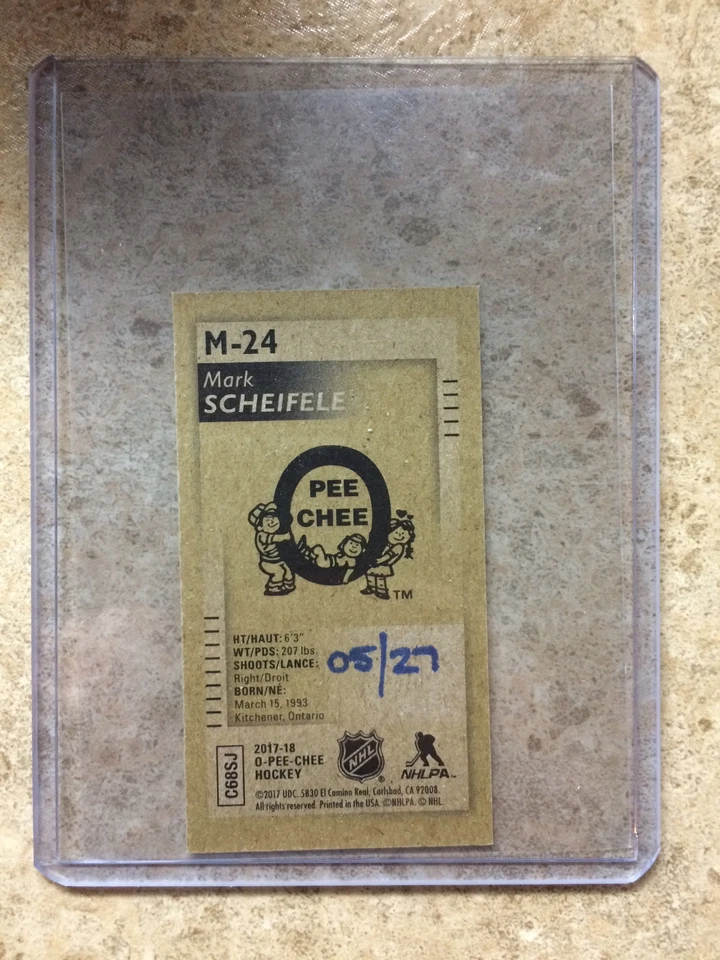 M-24
Mark
SCHEIFELE
PEE
CHEE
TM
HT/HAUT: 6'3"
WT/PDS: 207 lbs.
SHOOTS/LANCE:
Right/Droit
BORN/NÉ:
March 15, 1993
Kitchener, Ontario
05/27
C68SJ
2017-18
O-PEE-CHEE
HOCKEY
NHL
®
NHLPA™
©2017 UDC. 5830 El Camino Real, Carlsbad, CA 92008.
All rights reserved. Printed in the USA. ©NHLPA. © NHL.